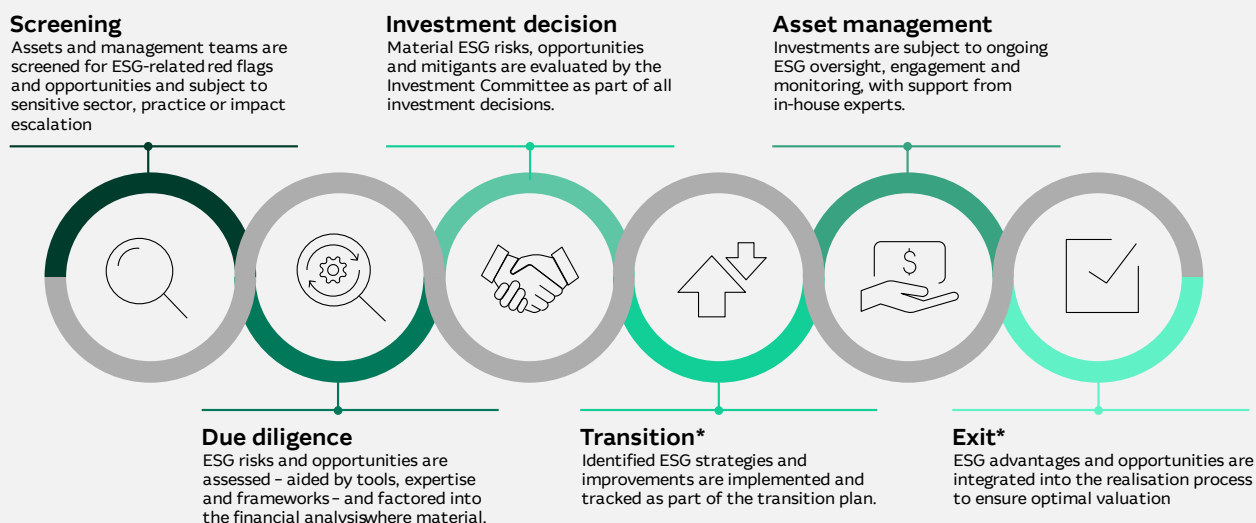 Screening
Assets and management teams are
screened for ESG-related red flags
and opportunities and subject to
sensitive sector, practice or impact
escalation
Investment decision
Material ESG risks, opportunities
and mitigants are evaluated by the
Investment Committee as part of all
investment decisions.
Asset management
Investments are subject to ongoing
ESG oversight, engagement and
monitoring, with support from
in-house experts.
$
Due diligence
ESG risks and opportunities are
assessed – aided by tools, expertise
and frameworks – and factored into
the financial analysiswhere material.
Transition*
Identified ESG strategies and
improvements are implemented and
tracked as part of the transition plan.
Exit*
ESG advantages and opportunities are
integrated into the realisation process
to ensure optimal valuation